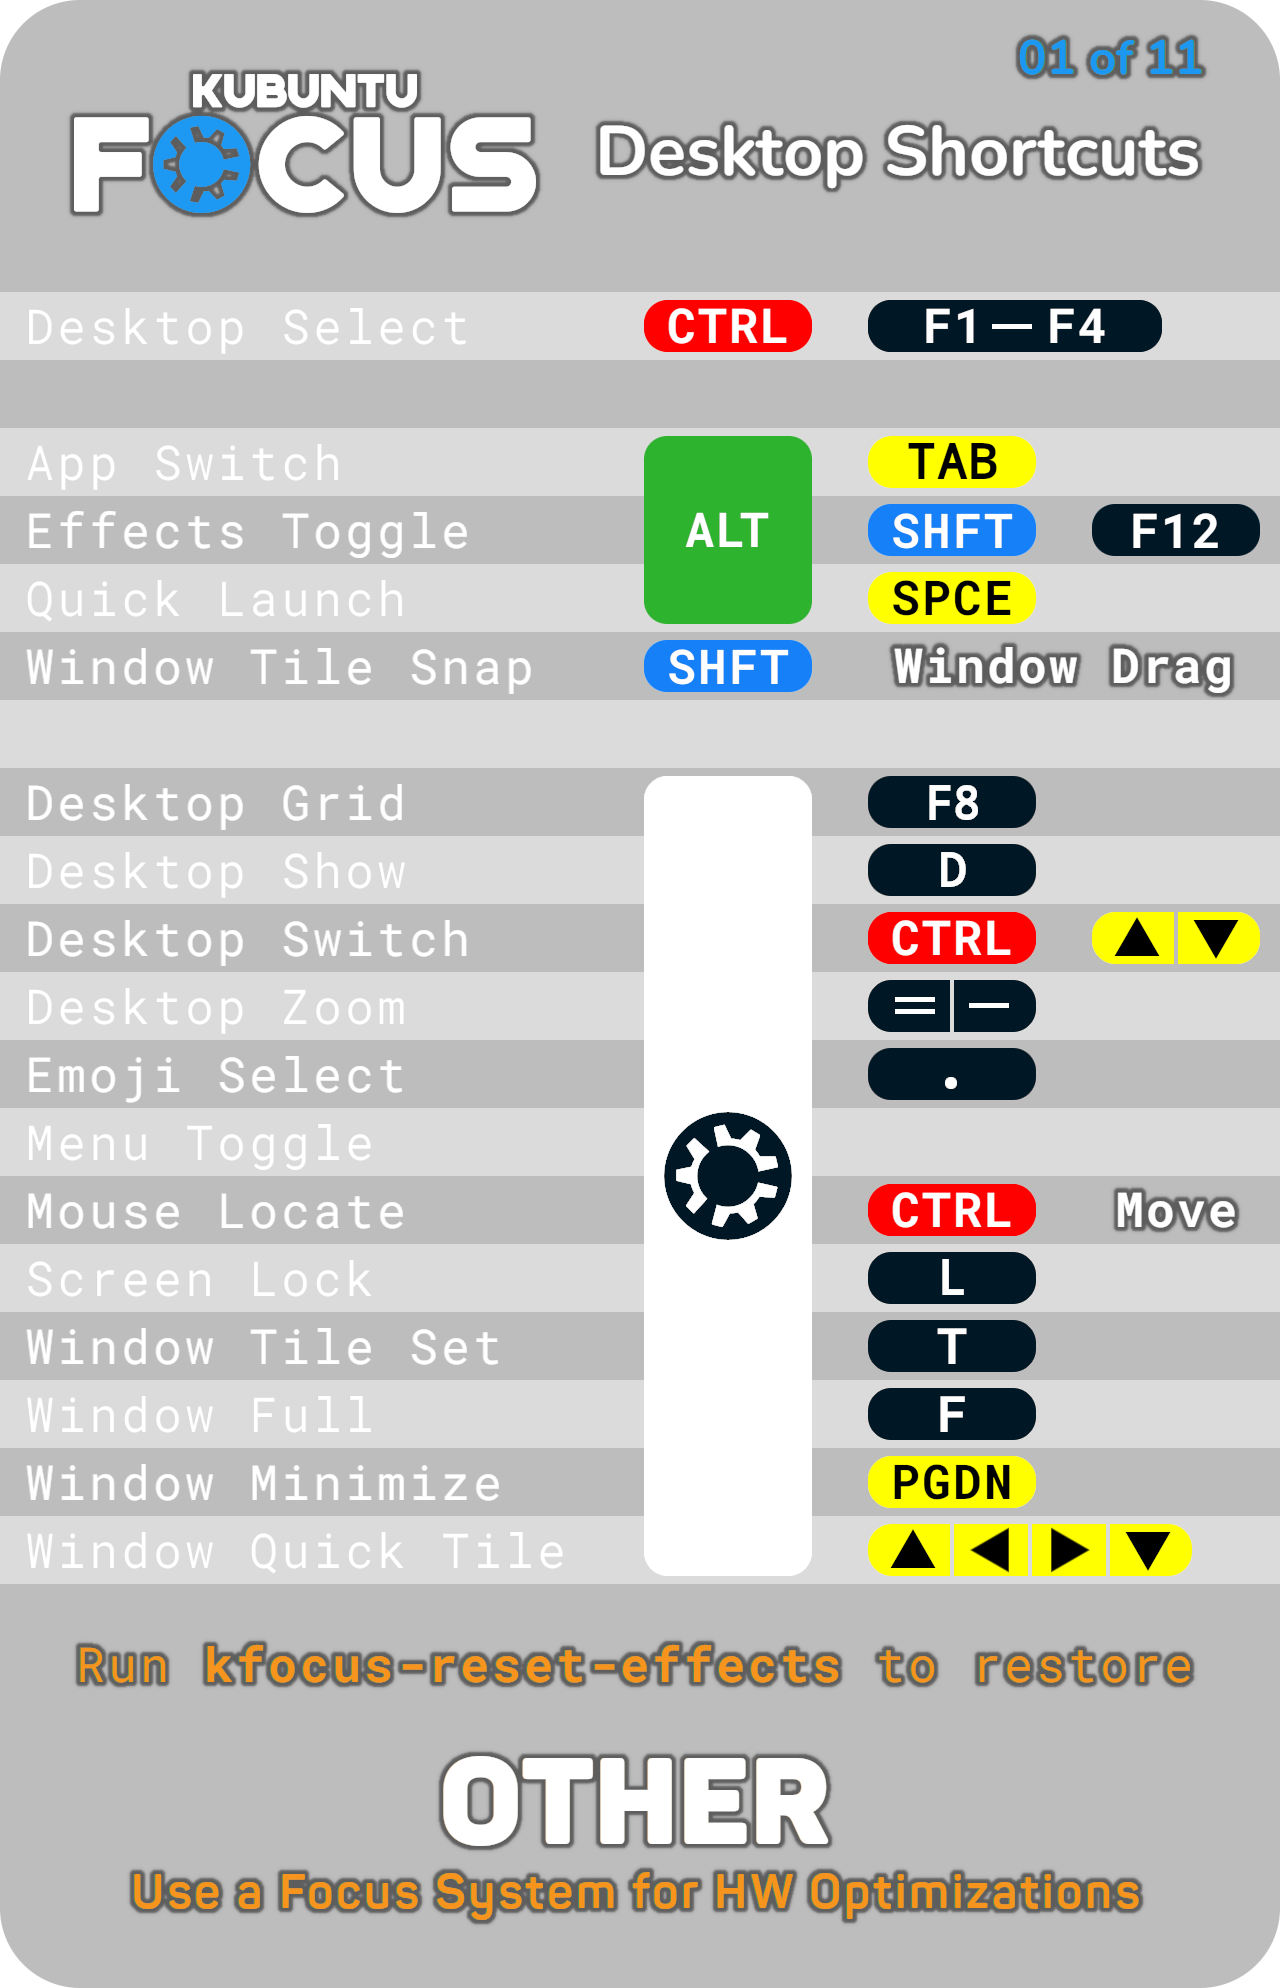 01 of 11
KUBUNTU
FOCUS
Desktop Shortcuts
Desktop Select CTRL F1 — F4
App Switch TAB
Effects Toggle ALT SHFT F12
Quick Launch SPCE
Window Tile Snap SHFT Window Drag
Desktop Grid F8
Desktop Show D
Desktop Switch CTRL ▲ ▼
Desktop Zoom = —
Emoji Select .
Menu Toggle
Mouse Locate CTRL Move
Screen Lock L
Window Tile Set T
Window Full F
Window Minimize PGDN
Window Quick Tile ▲ ◀ ▶ ▼
Run kfocus-reset-effects to restore
OTHER
Use a Focus System for HW Optimizations